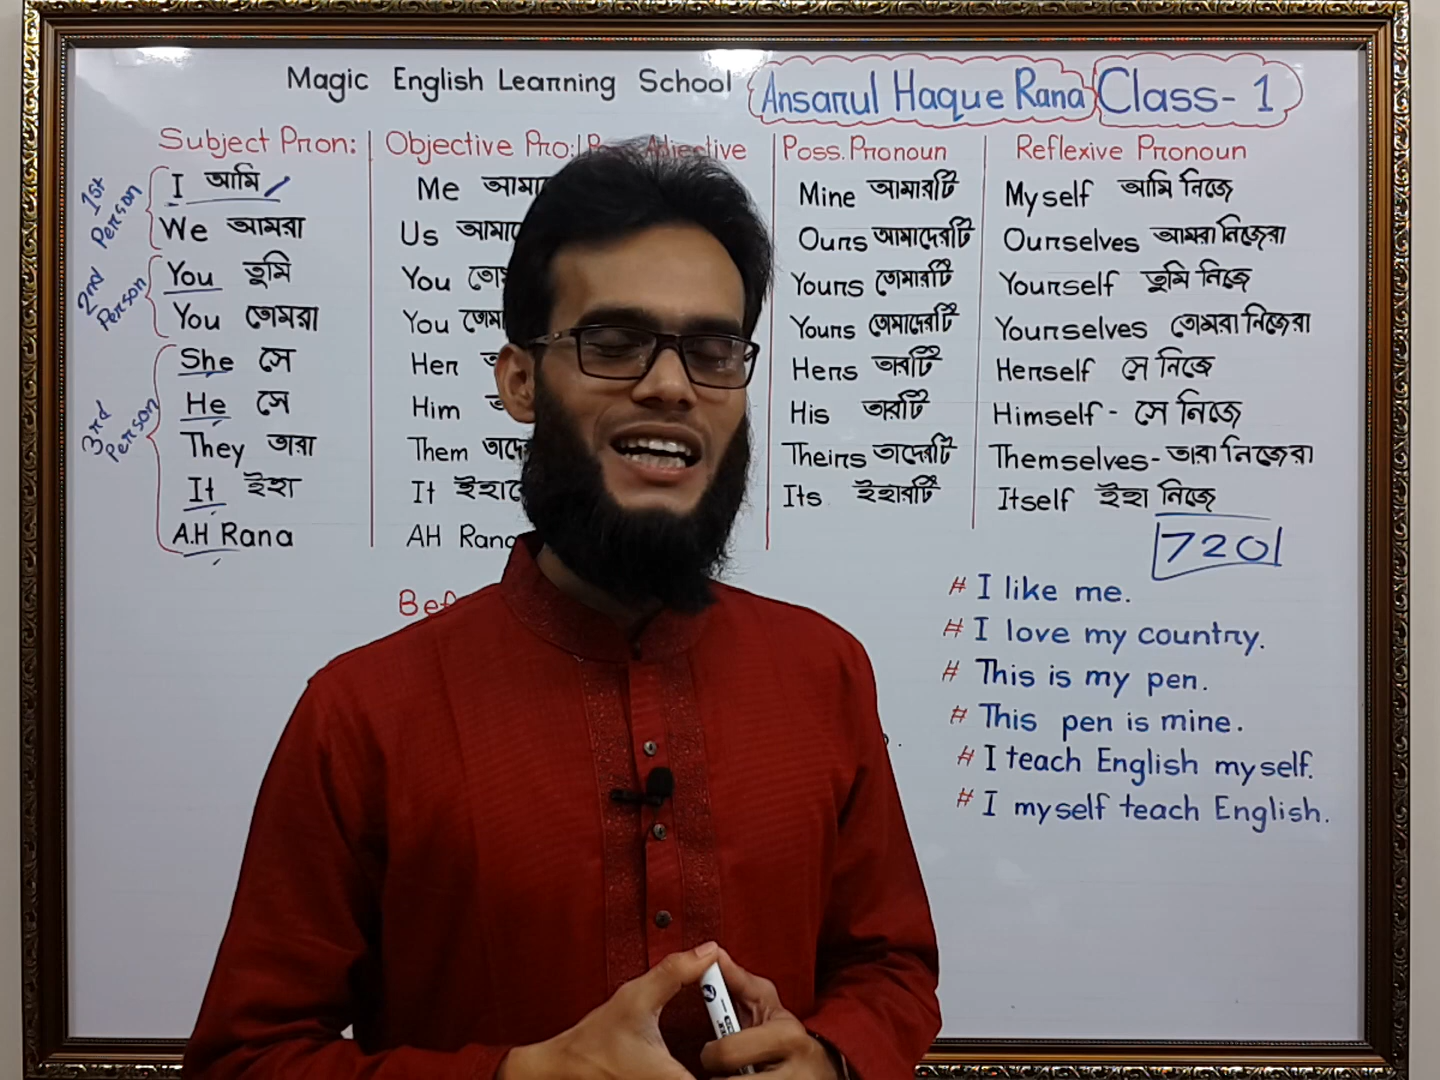 Magic English Learning School Ansarul Haque Rana Class- 1
Subject Pron: Objective Pro: Adjective Poss. Pronoun Reflexive Pronoun
1st Person
I আমি Me Mine আমারটি Myself আমি নিজে
We আমরা Us Ours আমাদেরটি Ourselves আমরা নিজেরা
2nd Person
You তুমি You Yours তোমারটি Yourself তুমি নিজে
You তোমরা You Yours তোমাদেরটি Yourselves তোমরা নিজেরা
3rd Person
She সে Her Hers তারটি Herself সে নিজে
He সে Him His তারটি Himself - সে নিজে
They তারা Them Theirs তাদেরটি Themselves - তারা নিজেরা
It ইহা It Its ইহারটি Itself ইহা নিজে
A.H Rana AH Rana
720
# I like me.
# I love my country.
# This is my pen.
# This pen is mine.
# I teach English myself.
# I myself teach English.